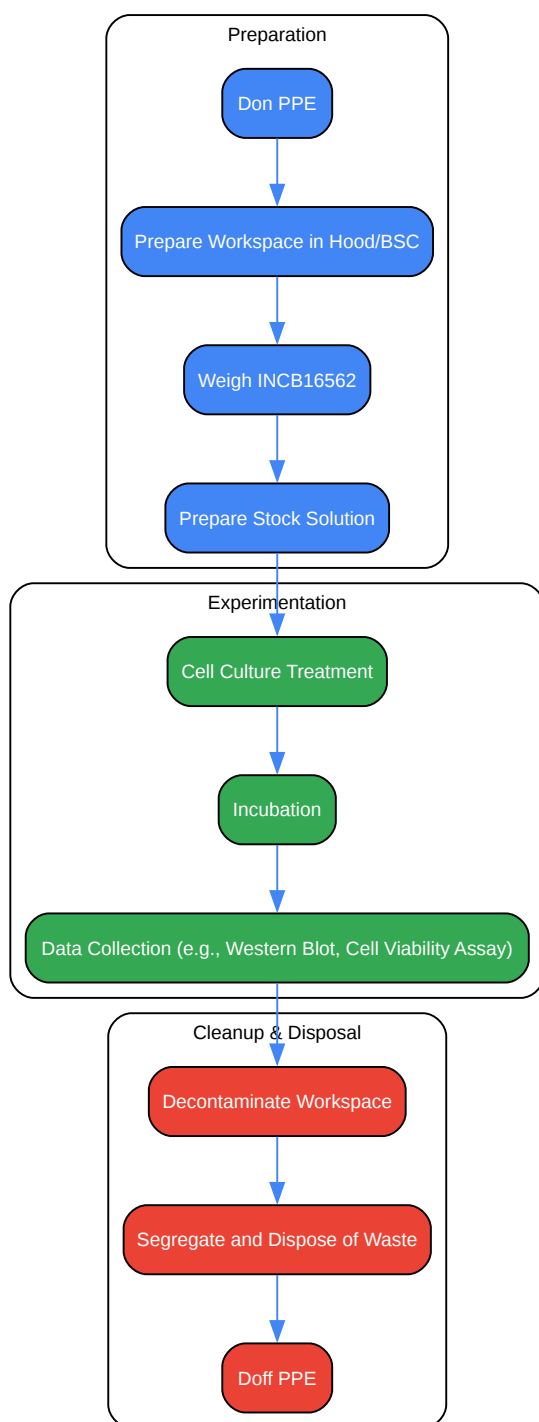 Preparation
Don PPE
Prepare Workspace in Hood/BSC
Weigh INCB16562
Prepare Stock Solution
Experimentation
Cell Culture Treatment
Incubation
Data Collection (e.g., Western Blot, Cell Viability Assay)
Cleanup & Disposal
Decontaminate Workspace
Segregate and Dispose of Waste
Doff PPE